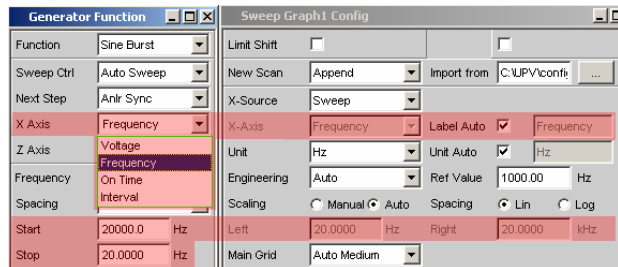 Generator Function
Function Sine Burst
Sweep Ctrl Auto Sweep
Next Step Anlr Sync
X Axis Frequency
Z Axis
Voltage
Frequency
On Time
Interval
Frequency
Spacing
Start 20000.0 Hz
Stop 20.0000 Hz
Sweep Graph1 Config
Limit Shift
New Scan Append Import from C:\UPV\config ...
X-Source Sweep
X-Axis Frequency Label Auto Frequency
Unit Hz Unit Auto Hz
Engineering Auto Ref Value 1000.00 Hz
Scaling Manual Auto Spacing Lin Log
Left 20.0000 Hz Right 20.0000 kHz
Main Grid Auto Medium